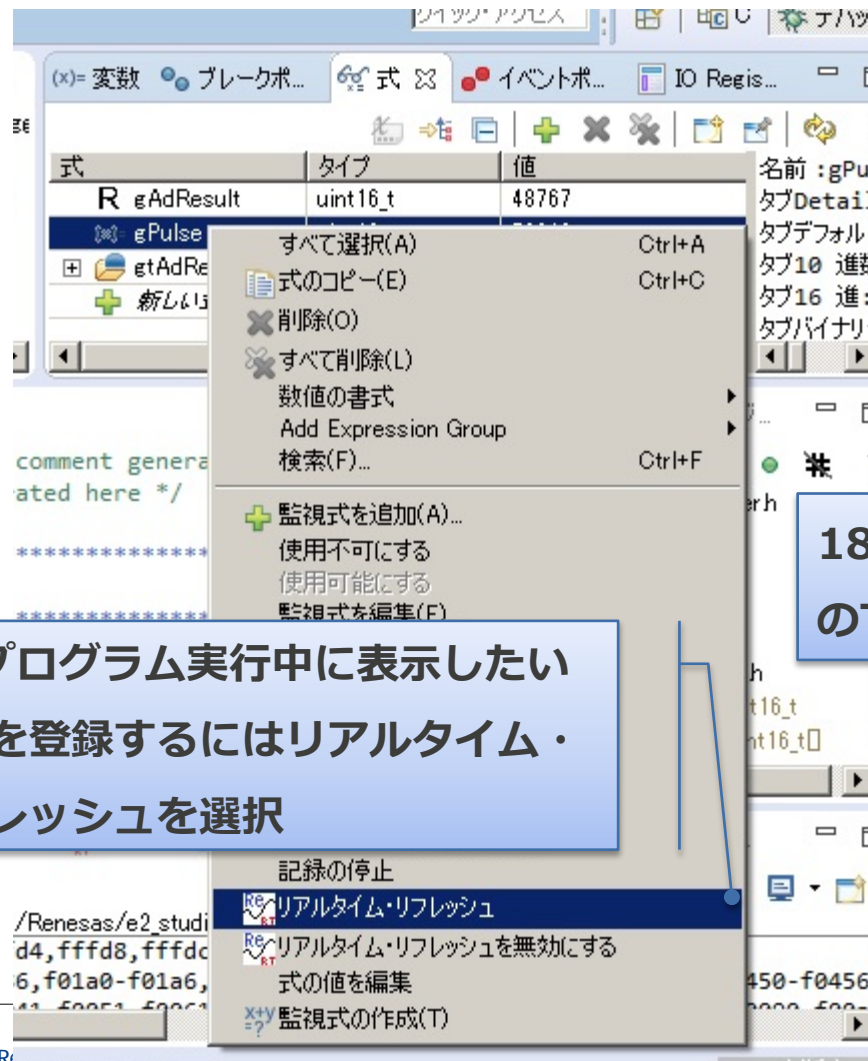 クイック・アクセス
C
デバッ
(x)= 変数
ブレークポ...
式
イベントポ...
IO Regis...
式 タイプ 値
R gAdResult uint16_t 48767
gPulse
gtAdRe
新しい
名前 :gPu
タブDetail
タブデフォル
タブ10 進数
タブ16 進:
タブバイナリ
すべて選択(A) Ctrl+A
式のコピー(E) Ctrl+C
削除(O)
すべて削除(L)
数値の書式
Add Expression Group
検索(F)... Ctrl+F
監視式を追加(A)...
使用不可にする
使用可能にする
監視式を編集(E)
comment genera
ated here */
**************
**************
erh
18
の
プログラム実行中に表示したい
を登録するにはリアルタイム・
レッシュを選択
h
t16_t
nt16_t[]
記録の停止
リアルタイム・リフレッシュ
リアルタイム・リフレッシュを無効にする
式の値を編集
監視式の作成(T)
/Renesas/e2_studi
d4,fffd8,fffdc
6,f01a0-f01a6,
450-f0456
Re